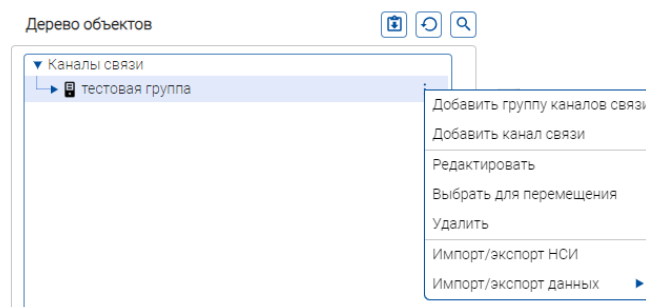 Дерево объектов
Каналы связи
тестовая группа
Добавить группу каналов связи
Добавить канал связи
Редактировать
Выбрать для перемещения
Удалить
Импорт/экспорт НСИ
Импорт/экспорт данных